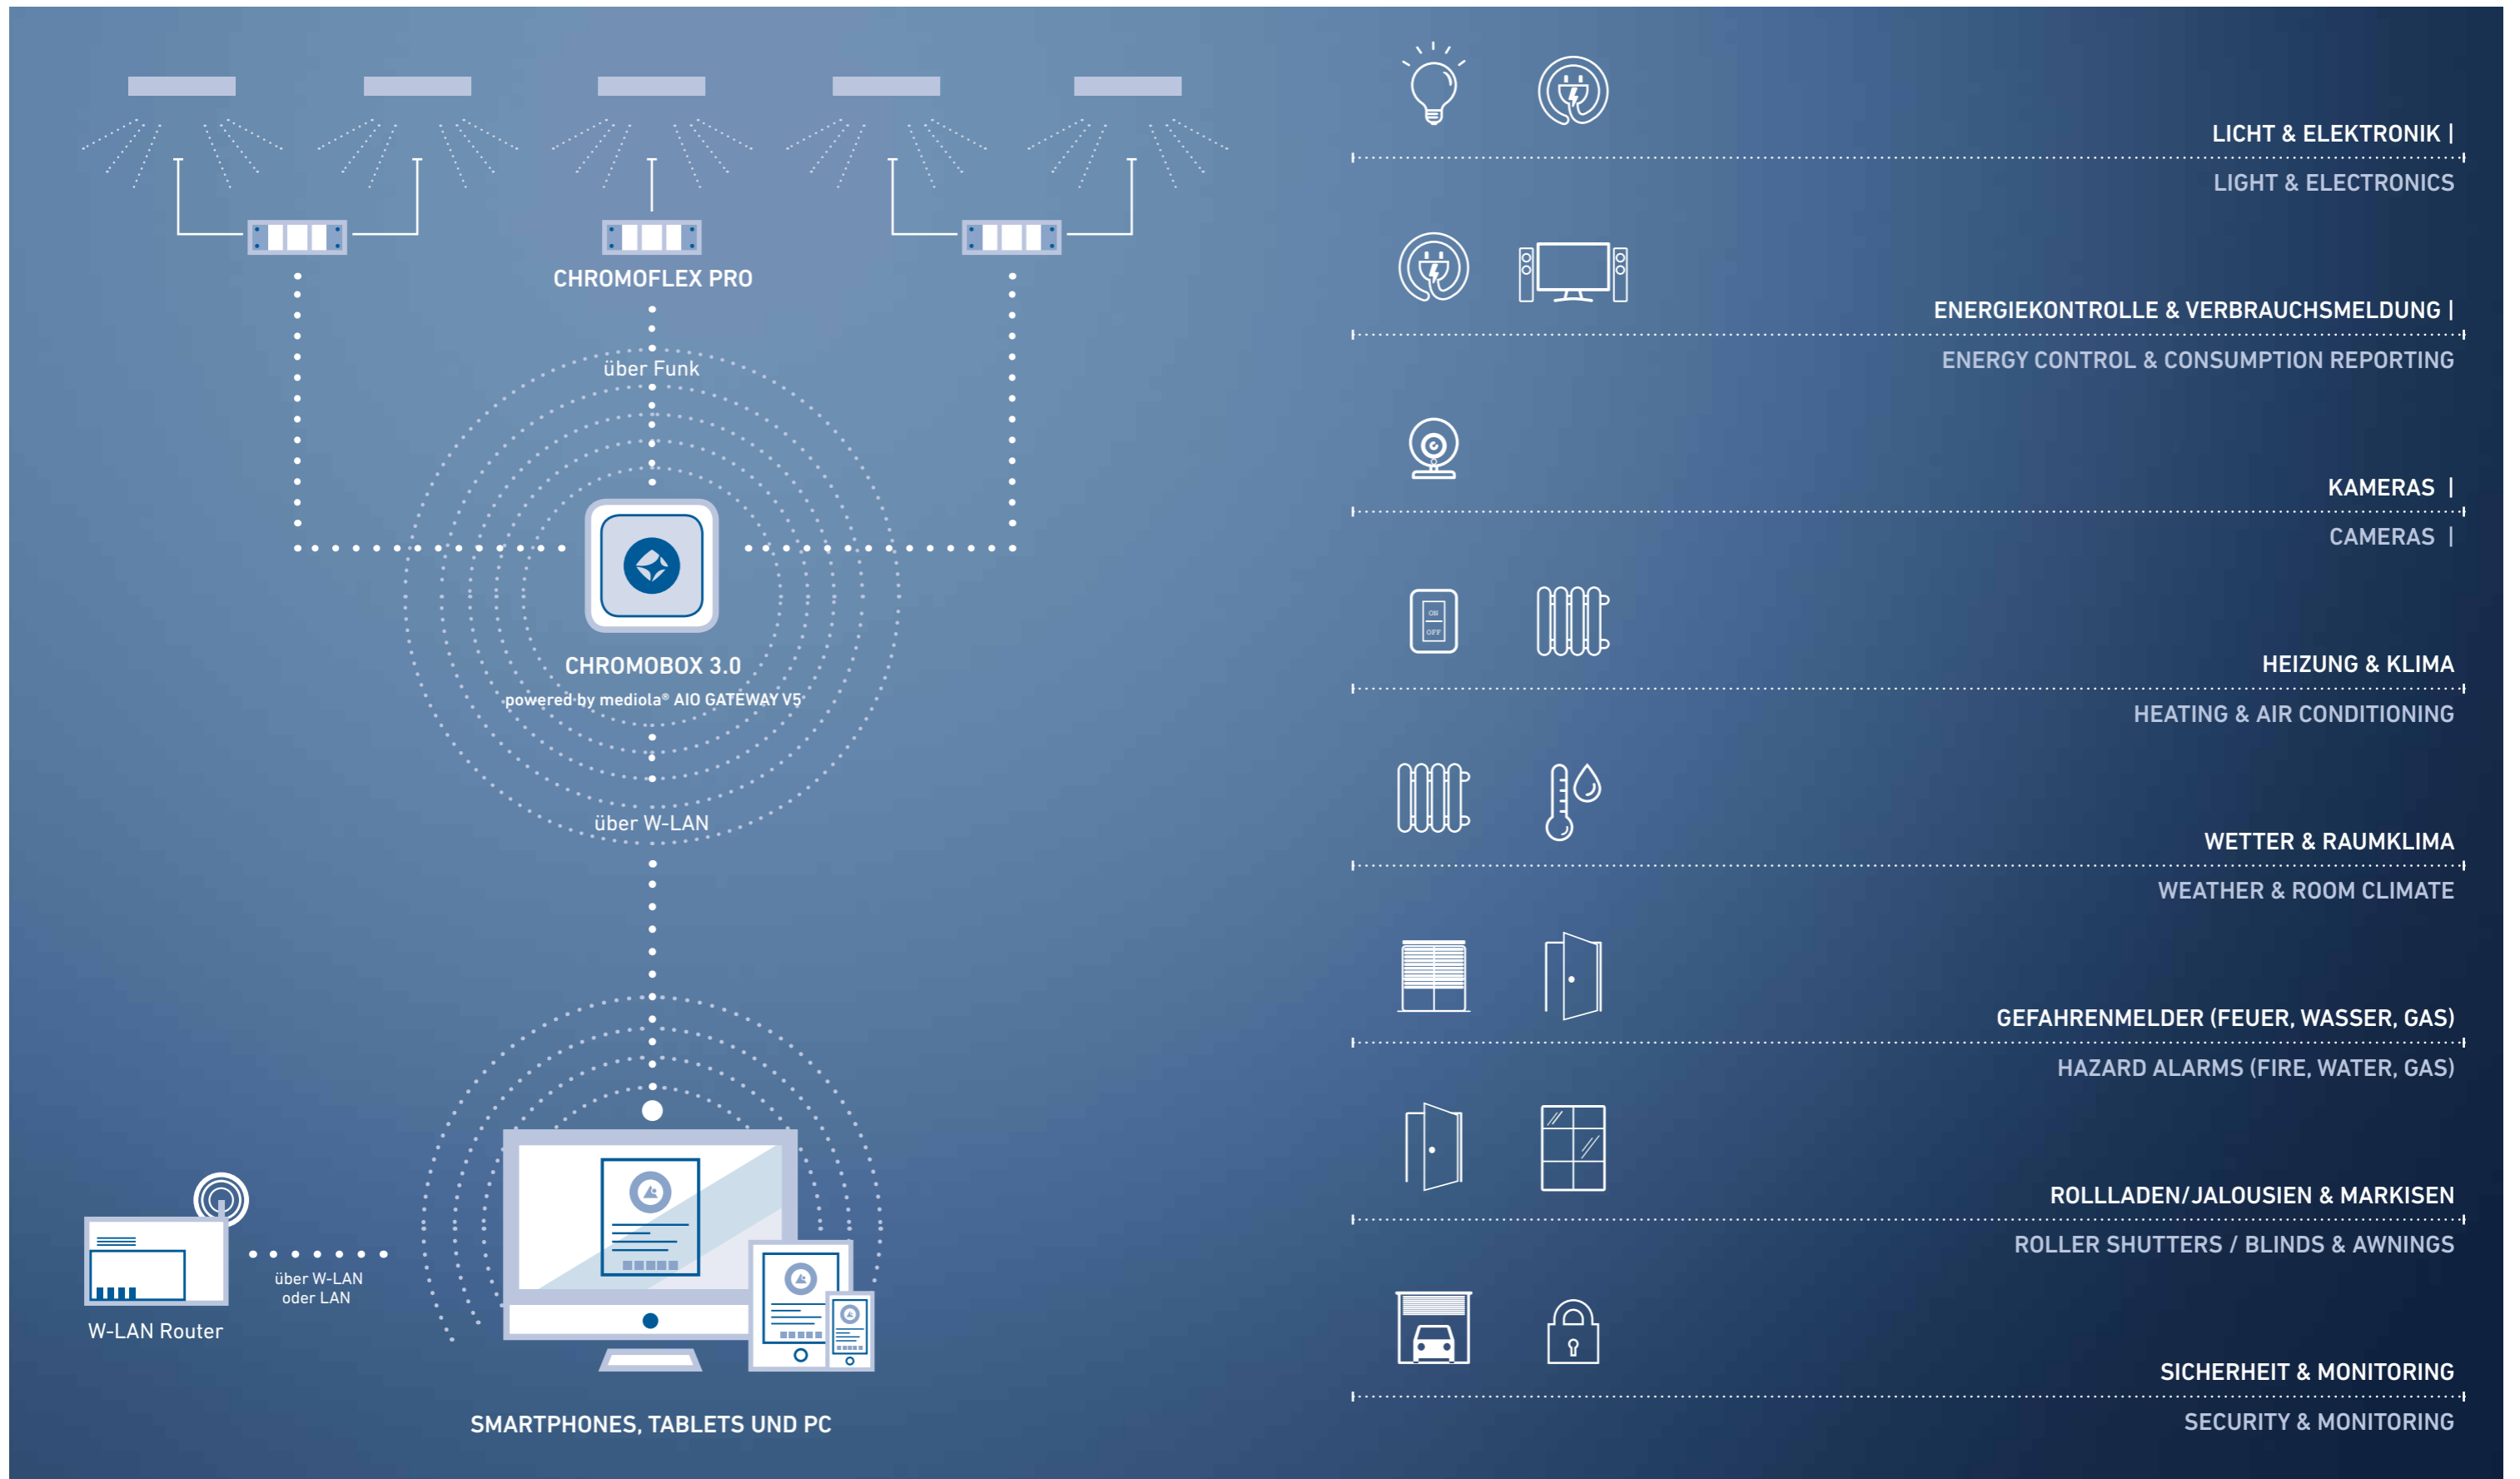 CHROMOFLEX PRO
über Funk
CHROMOBOX 3.0
powered by mediola® AIO GATEWAY V5
über W-LAN
über W-LAN
oder LAN
W-LAN Router
SMARTPHONES, TABLETS UND PC
LICHT & ELEKTRONIK |
LIGHT & ELECTRONICS
ENERGIEKONTROLLE & VERBRAUCHSMELDUNG |
ENERGY CONTROL & CONSUMPTION REPORTING
KAMERAS |
CAMERAS |
ON
OFF
HEIZUNG & KLIMA
HEATING & AIR CONDITIONING
WETTER & RAUMKLIMA
WEATHER & ROOM CLIMATE
GEFAHRENMELDER (FEUER, WASSER, GAS)
HAZARD ALARMS (FIRE, WATER, GAS)
ROLLLADEN/JALOUSIEN & MARKISEN
ROLLER SHUTTERS / BLINDS & AWNINGS
SICHERHEIT & MONITORING
SECURITY & MONITORING